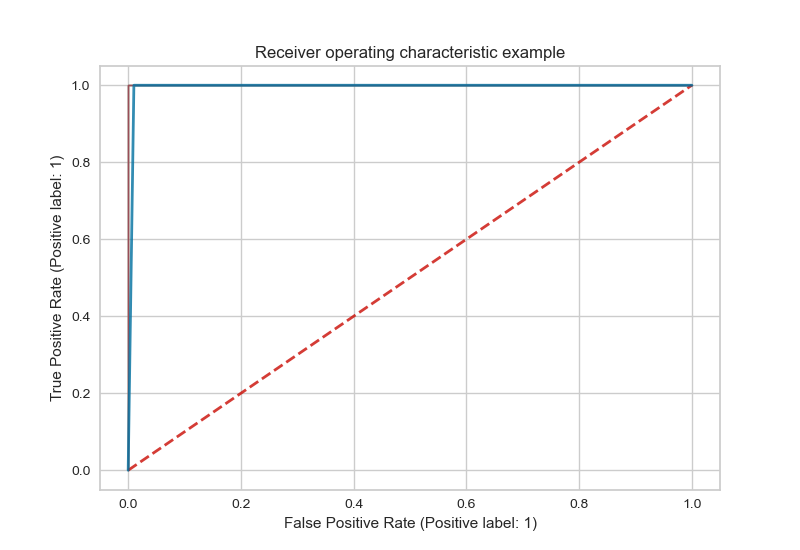 Receiver operating characteristic example
1.0
0.8
0.6
0.4
0.2
0.0
True Positive Rate (Positive label: 1)
0.0 0.2 0.4 0.6 0.8 1.0
False Positive Rate (Positive label: 1)